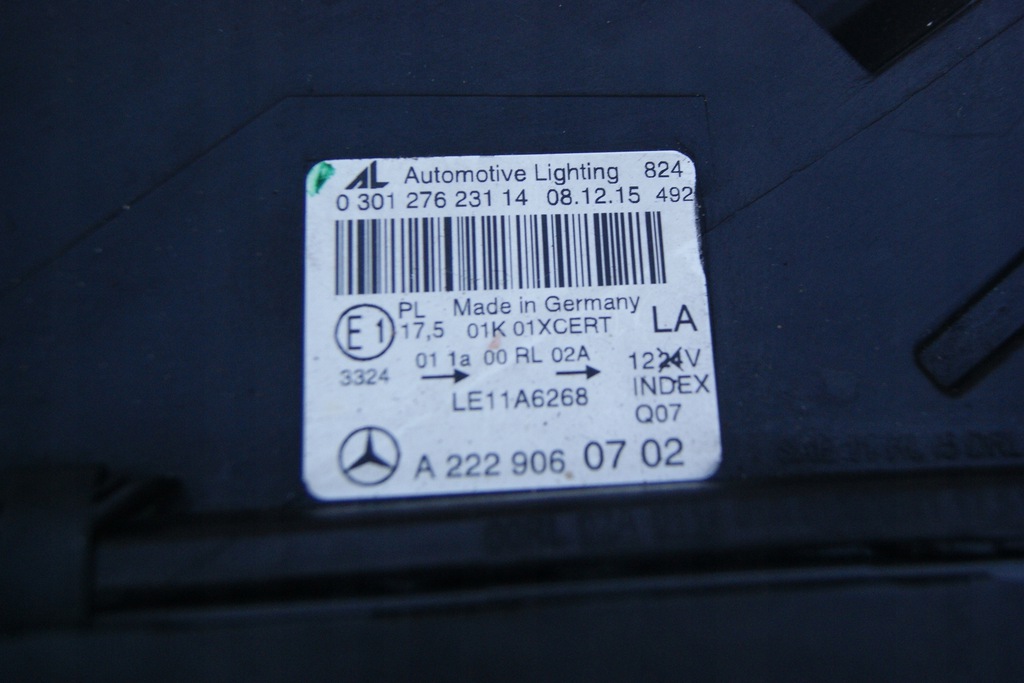 AL Automotive Lighting 824
0 301 276 231 14 08.12.15 492
PL Made in Germany
E1 17,5 01K 01XCERT LA
01 1a 00 RL 02A 1224V
3324 → → INDEX
LE11A6268 Q07
A 222 906 07 02